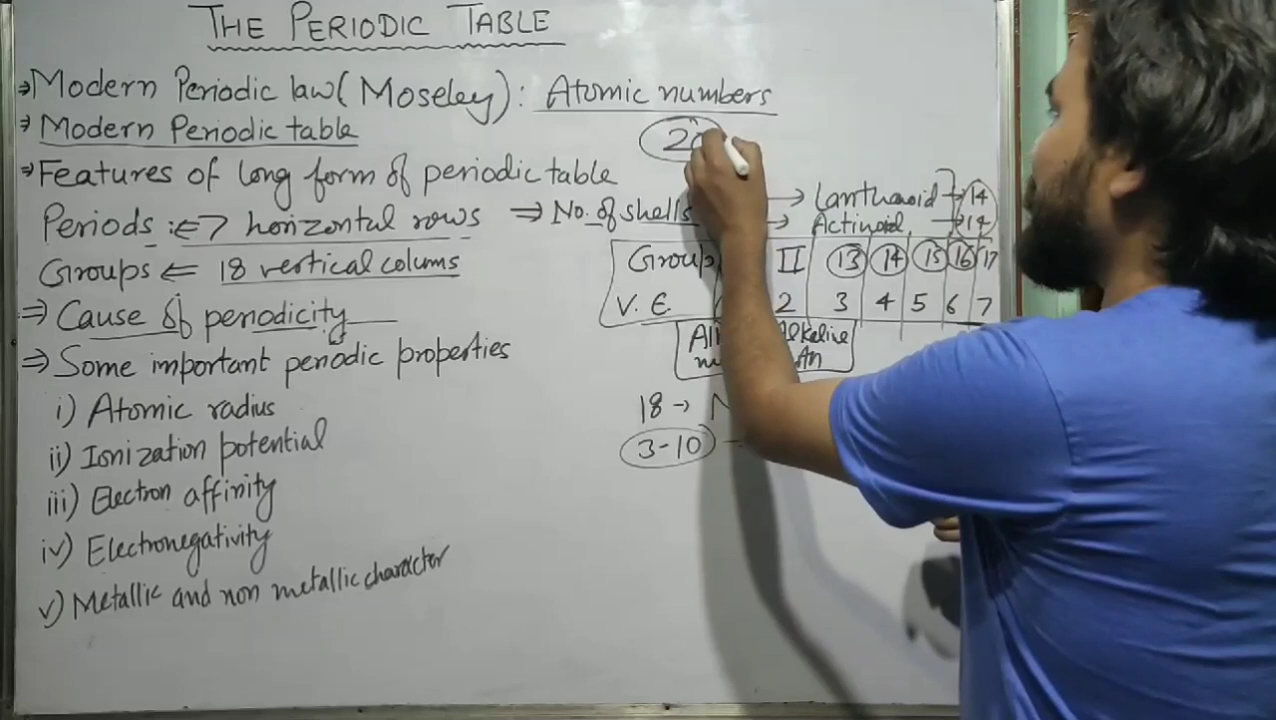 THE PERIODIC TABLE
⇒ Modern Periodic law (Moseley): Atomic numbers
⇒ Modern Periodic table
⇒ Features of long form of periodic table
Periods : 7 horizontal rows ⇒ No. of shells
Groups ⇐ 18 vertical colums
⇒ Cause of periodicity
⇒ Some important periodic properties
i) Atomic radius
ii) Ionization potential
iii) Electron affinity
iv) Electronegativity
v) Metallic and non metallic character
2
→ Lanthanoid → 14
→ Actinoid → 14
Group II 13 14 15 16 17
V. E. 2 3 4 5 6 7
18 →
3-10